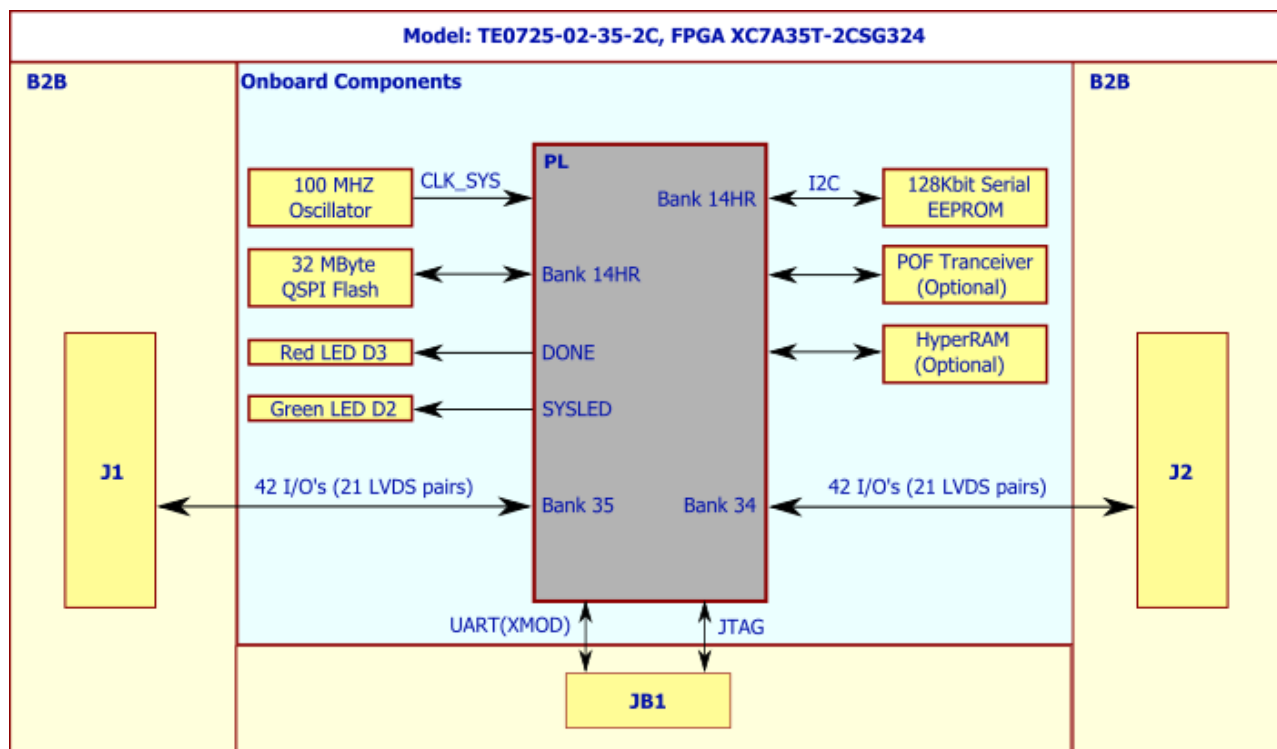 Model: TE0725-02-35-2C, FPGA XC7A35T-2CSG324
B2B
Onboard Components
B2B
PL
100 MHZ
Oscillator
CLK_SYS
Bank 14HR
I2C
128Kbit Serial
EEPROM
32 MByte
QSPI Flash
Bank 14HR
POF Tranceiver
(Optional)
Red LED D3
DONE
HyperRAM
(Optional)
Green LED D2
SYSLED
J1
42 I/O's (21 LVDS pairs)
Bank 35
Bank 34
42 I/O's (21 LVDS pairs)
J2
UART(XMOD)
JTAG
JB1